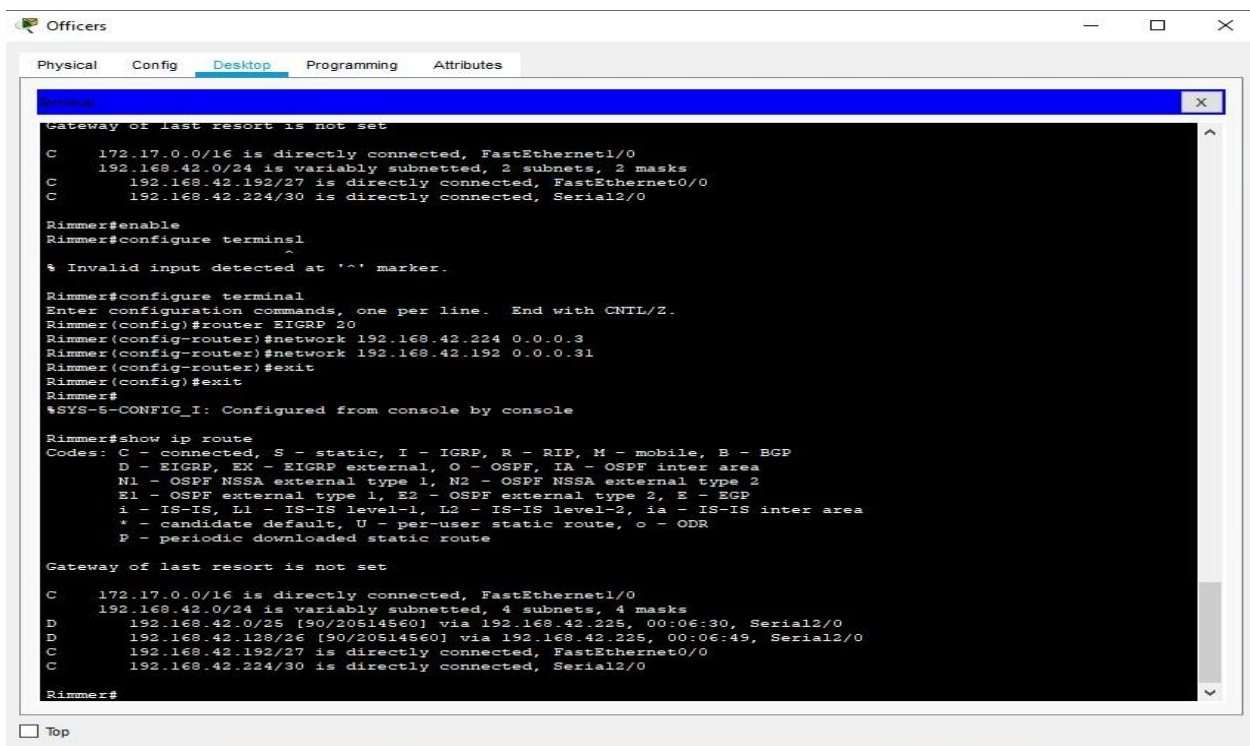 Officers
Physical Config Desktop Programming Attributes
Terminal
X
Gateway of last resort is not set
C 172.17.0.0/16 is directly connected, FastEthernet1/0
192.168.42.0/24 is variably subnetted, 2 subnets, 2 masks
C 192.168.42.192/27 is directly connected, FastEthernet0/0
C 192.168.42.224/30 is directly connected, Serial2/0
Rimmer#enable
Rimmer#configure terminsl
^
% Invalid input detected at '^' marker.
Rimmer#configure terminal
Enter configuration commands, one per line. End with CNTL/Z.
Rimmer(config)#router EIGRP 20
Rimmer(config-router)#network 192.168.42.224 0.0.0.3
Rimmer(config-router)#network 192.168.42.192 0.0.0.31
Rimmer(config-router)#exit
Rimmer(config)#exit
Rimmer#
%SYS-5-CONFIG_I: Configured from console by console
Rimmer#show ip route
Codes: C - connected, S - static, I - IGRP, R - RIP, M - mobile, B - BGP
D - EIGRP, EX - EIGRP external, O - OSPF, IA - OSPF inter area
N1 - OSPF NSSA external type 1, N2 - OSPF NSSA external type 2
E1 - OSPF external type 1, E2 - OSPF external type 2, E - EGP
i - IS-IS, L1 - IS-IS level-1, L2 - IS-IS level-2, ia - IS-IS inter area
* - candidate default, U - per-user static route, o - ODR
P - periodic downloaded static route
Gateway of last resort is not set
C 172.17.0.0/16 is directly connected, FastEthernet1/0
192.168.42.0/24 is variably subnetted, 4 subnets, 4 masks
D 192.168.42.0/25 [90/20514560] via 192.168.42.225, 00:06:30, Serial2/0
D 192.168.42.128/26 [90/20514560] via 192.168.42.225, 00:06:49, Serial2/0
C 192.168.42.192/27 is directly connected, FastEthernet0/0
C 192.168.42.224/30 is directly connected, Serial2/0
Rimmer#
Top